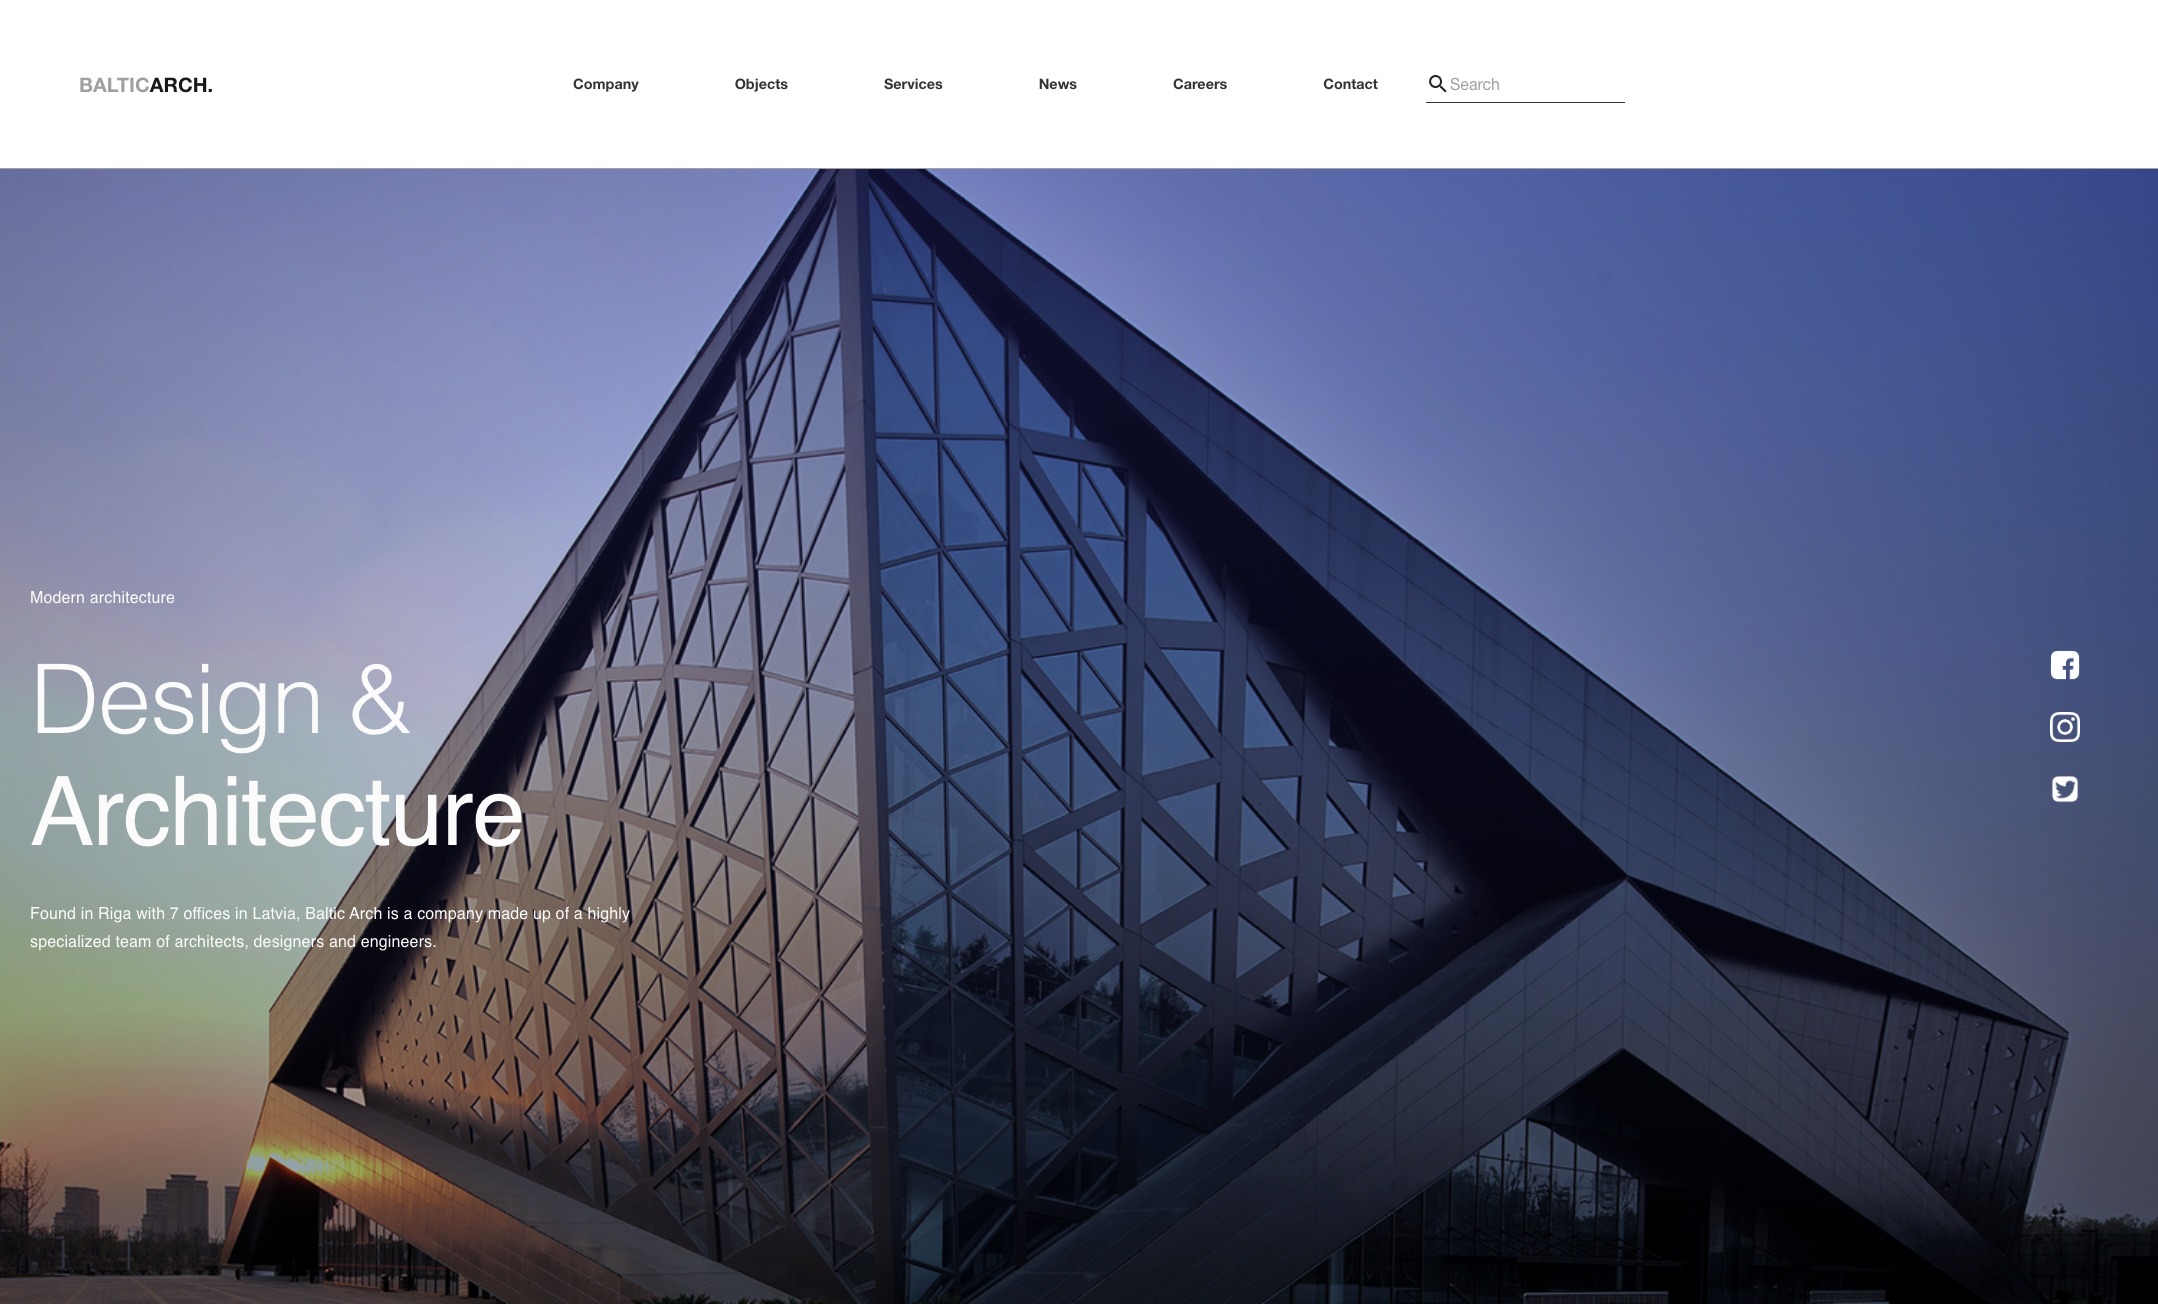 BALTICARCH.
Company Objects Services News Careers Contact Search
Modern architecture
Design &
Architecture
Found in Riga with 7 offices in Latvia, Baltic Arch is a company made up of a highly
specialized team of architects, designers and engineers.